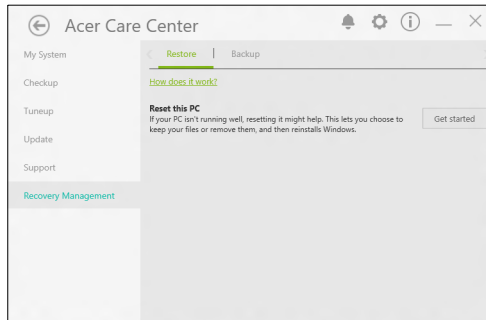 Acer Care Center
My System
Checkup
Tuneup
Update
Support
Recovery Management
Restore
Backup
How does it work?
Reset this PC
If your PC isn't running well, resetting it might help. This lets you choose to
keep your files or remove them, and then reinstalls Windows.
Get started